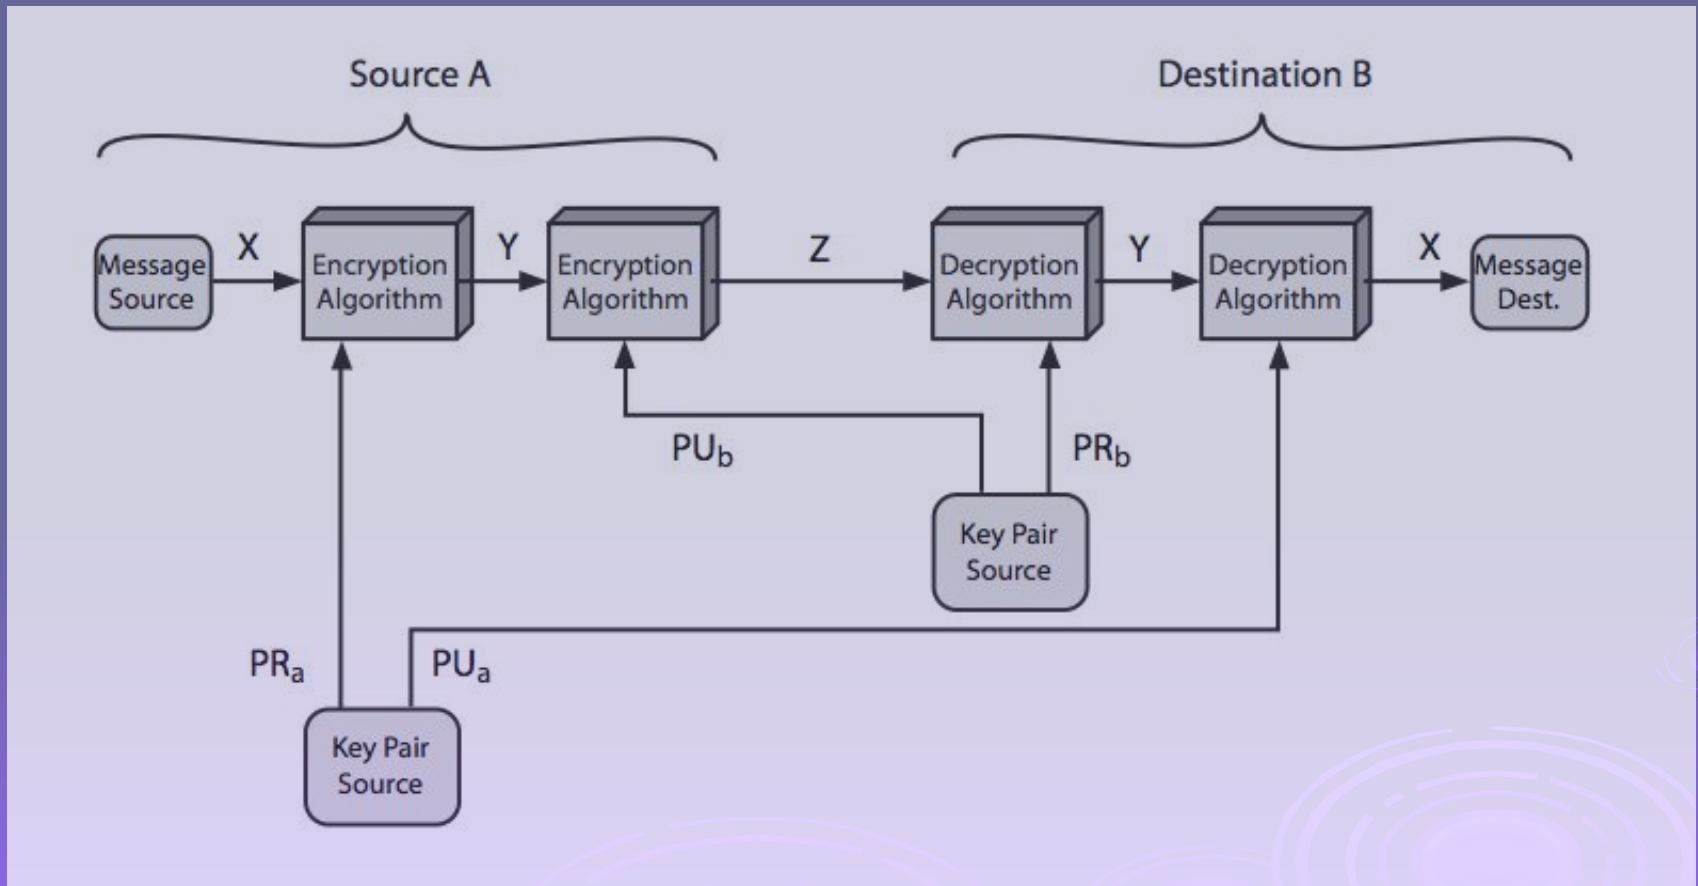 Source A
Destination B
Message
Source
X
Encryption
Algorithm
Y
Encryption
Algorithm
Z
Decryption
Algorithm
Y
Decryption
Algorithm
X
Message
Dest.
PUb
PRb
Key Pair
Source
PRa
PUa
Key Pair
Source